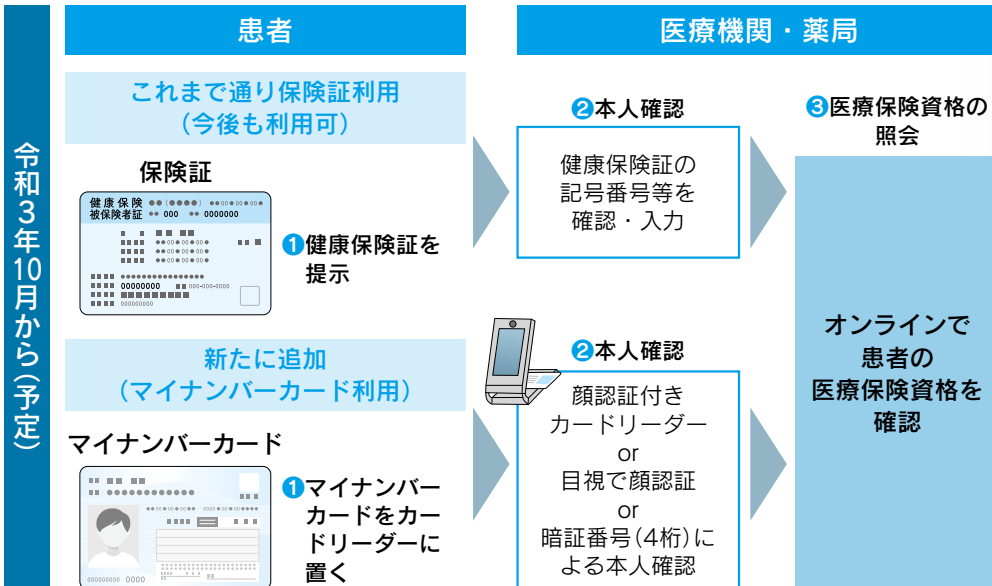 令和3年10月から(予定)
患者
医療機関・薬局
これまで通り保険証利用
(今後も利用可)
保険証
健康保険
被保険者証
000
0000000
00000000
000-000-0000
000000000
❶健康保険証を
提示
❷本人確認
健康保険証の
記号番号等を
確認・入力
❸医療保険資格の
照会
オンラインで
患者の
医療保険資格を
確認
新たに追加
(マイナンバーカード利用)
マイナンバーカード
000000000 0000
❶マイナンバー
カードをカー
ドリーダーに
置く
❷本人確認
顔認証付き
カードリーダー
or
目視で顔認証
or
暗証番号(4桁)に
よる本人確認